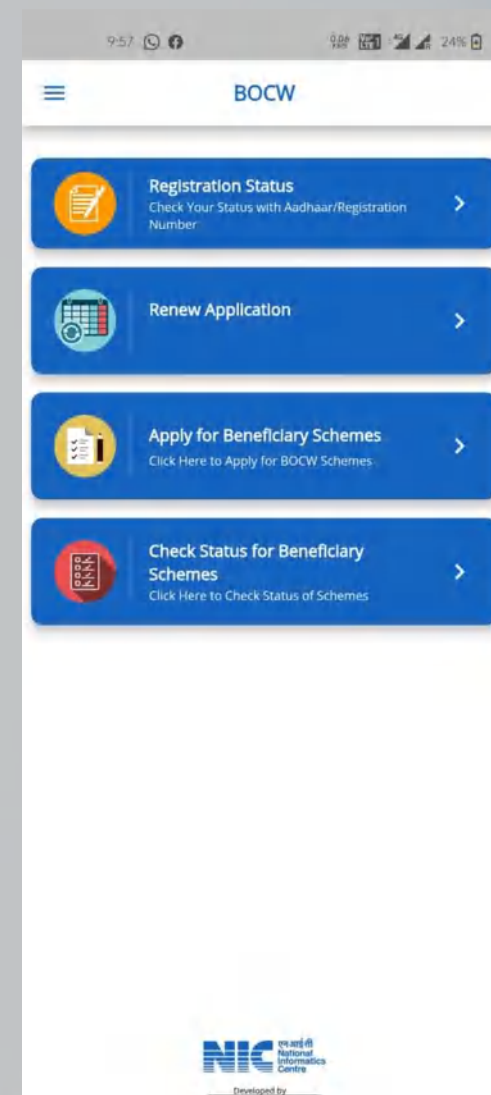 9:57
24%
BOCW
Registration Status
Check Your Status with Aadhaar/Registration
Number
Renew Application
Apply for Beneficiary Schemes
Click Here to Apply for BOCW Schemes
Check Status for Beneficiary
Schemes
Click Here to Check Status of Schemes
NIC
एन आई सी
National
Informatics
Centre
Developed by